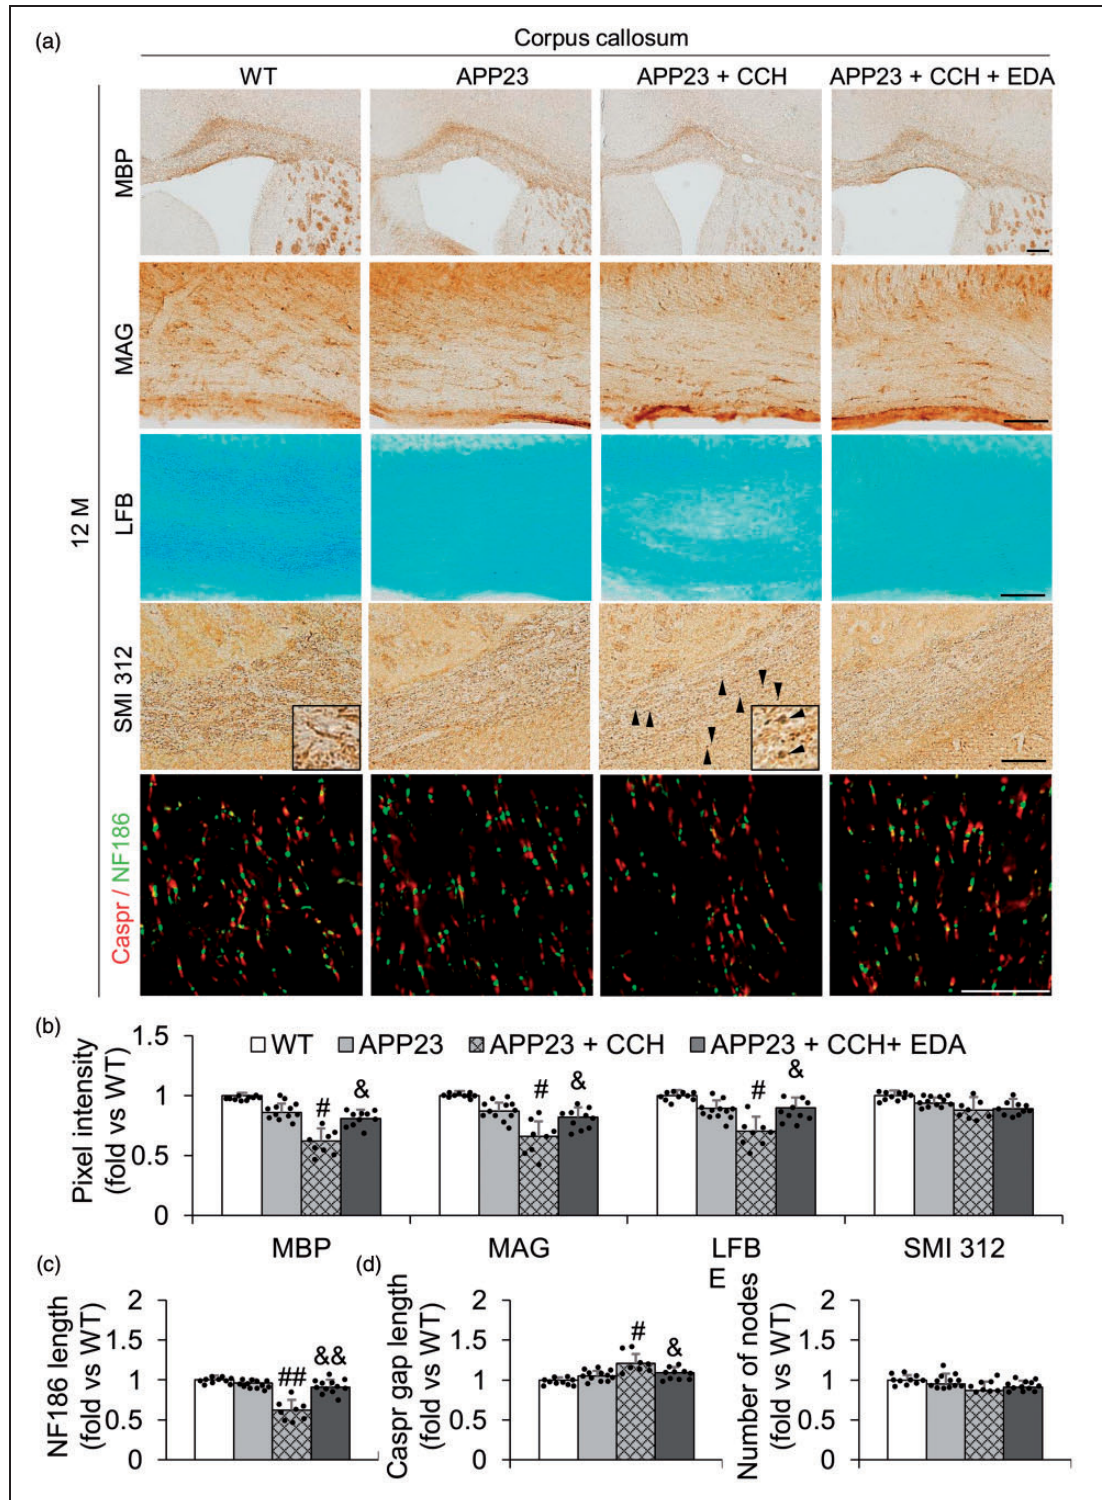 (a)
Corpus callosum
WT APP23 APP23 + CCH APP23 + CCH + EDA
12 M
MBP
MAG
LFB
SMI 312
Caspr / NF186
(b)
Pixel intensity
(fold vs WT)
1.5
1
0.5
0
WT APP23 APP23 + CCH APP23 + CCH+ EDA
# & # & # &
MBP MAG LFB SMI 312
(c)
NF186 length
(fold vs WT)
2
1.5
1
0.5
0
## &&
(d)
Caspr gap length
(fold vs WT)
2
1.5
1
0.5
0
# &
E
Number of nodes
(fold vs WT)
2
1.5
1
0.5
0